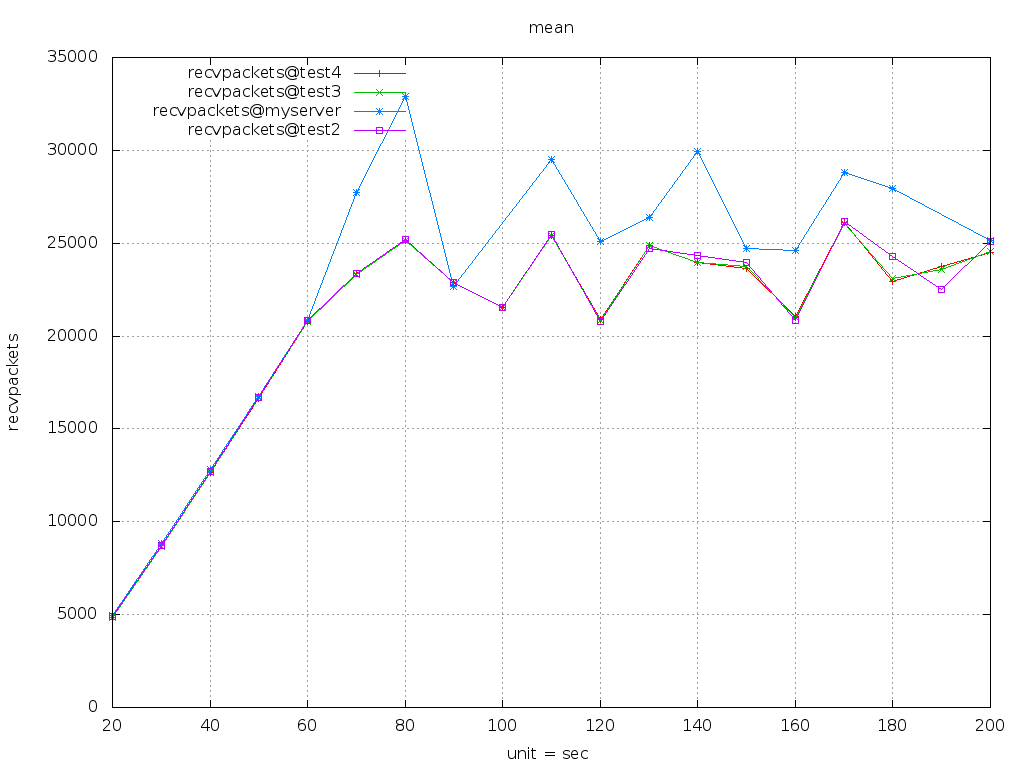 mean
35000
30000
25000
20000
15000
10000
5000
0
recvpackets@test4
recvpackets@test3
recvpackets@myserver
recvpackets@test2
recvpackets
20 40 60 80 100 120 140 160 180 200
unit = sec